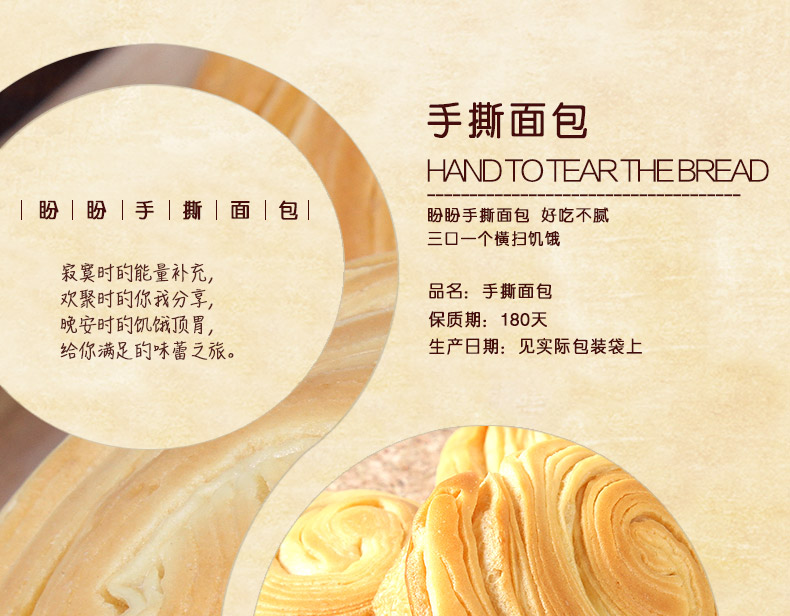 盼盼手撕面包
寂寞时的能量补充，
欢聚时的你我分享，
晚安时的饥饿顶胃，
给你满足的味蕾之旅。
手撕面包
HAND TO TEAR THE BREAD
盼盼手撕面包 好吃不腻
三口一个横扫饥饿
品名：手撕面包
保质期：180天
生产日期：见实际包装袋上